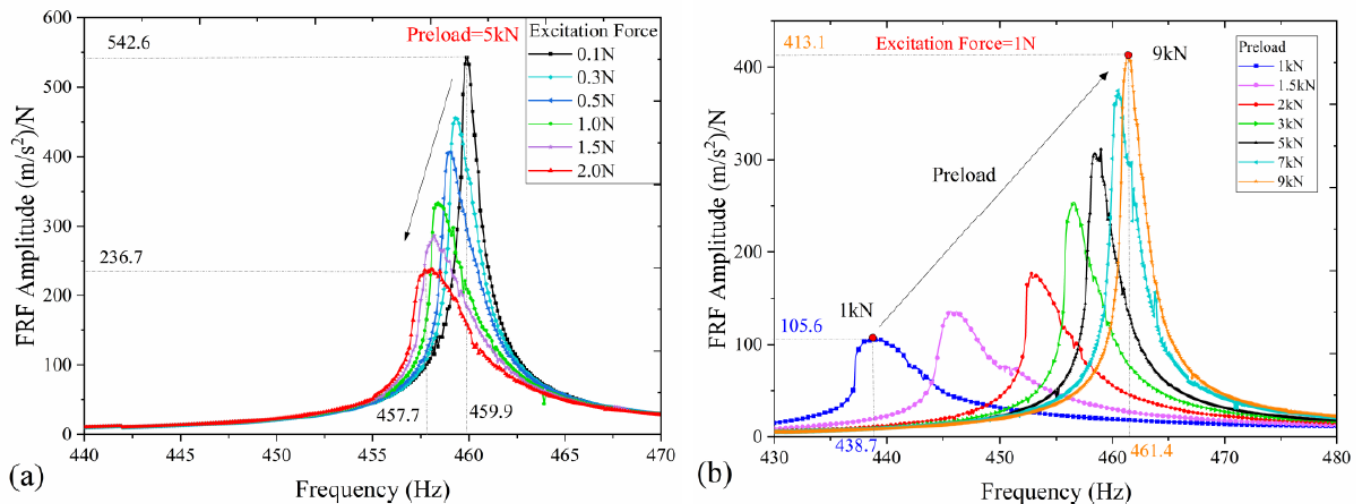 Preload=5kN
Excitation Force
0.1N
0.3N
0.5N
1.0N
1.5N
2.0N
542.6
236.7
457.7
459.9
600
500
400
300
200
100
0
440
445
450
455
460
465
470
FRF Amplitude (m/s²)/N
Frequency (Hz)
(a)
413.1
Excitation Force=1N
9kN
Preload
1kN
1.5kN
2kN
3kN
5kN
7kN
9kN
Preload
1kN
105.6
438.7
461.4
400
300
200
100
0
430
440
450
460
470
480
FRF Amplitude (m/s²)/N
Frequency (Hz)
(b)